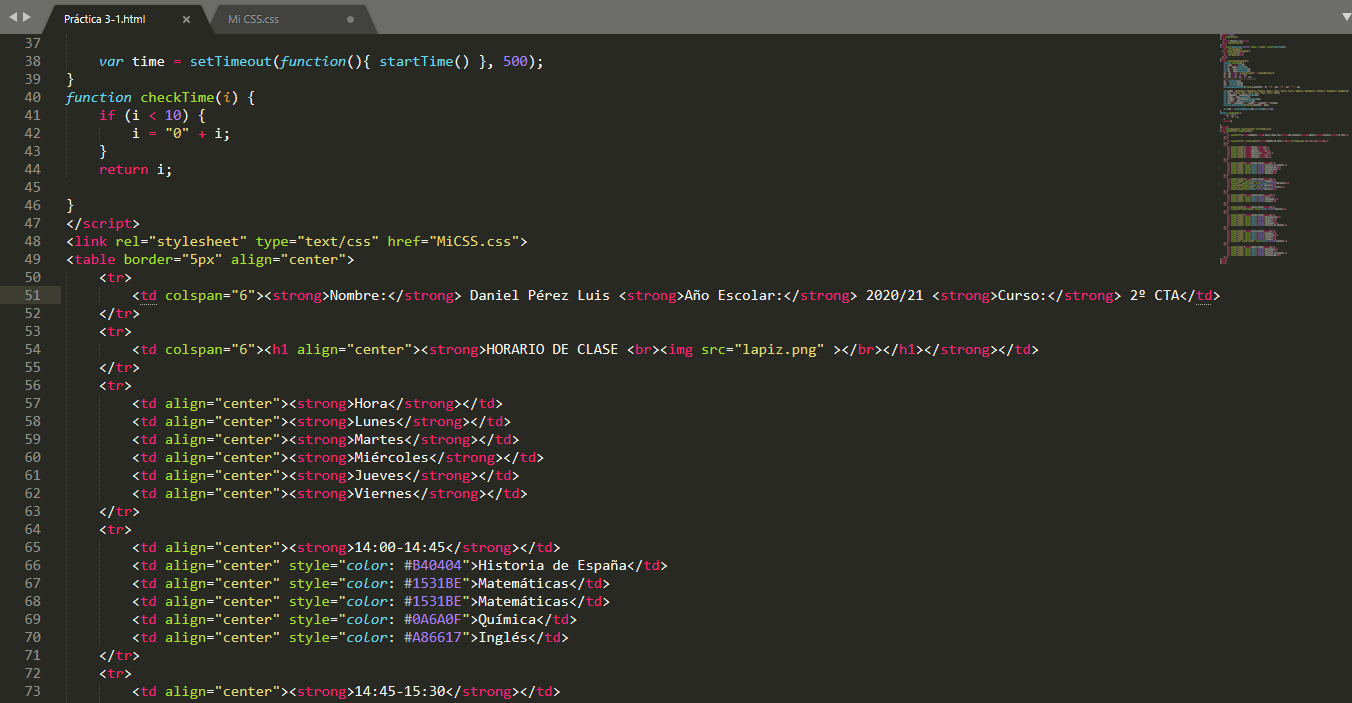 Práctica 3-1.html × Mi CSS.css
37
38 var time = setTimeout(function(){ startTime() }, 500);
39 }
40 function checkTime(i) {
41 if (i < 10) {
42 i = "0" + i;
43 }
44 return i;
45
46 }
47 </script>
48 <link rel="stylesheet" type="text/css" href="MiCSS.css">
49 <table border="5px" align="center">
50 <tr>
51 <td colspan="6"><strong>Nombre:</strong> Daniel Pérez Luis <strong>Año Escolar:</strong> 2020/21 <strong>Curso:</strong> 2º CTA</td>
52 </tr>
53 <tr>
54 <td colspan="6"><h1 align="center"><strong>HORARIO DE CLASE <br><img src="lapiz.png" ></br></h1></strong></td>
55 </tr>
56 <tr>
57 <td align="center"><strong>Hora</strong></td>
58 <td align="center"><strong>Lunes</strong></td>
59 <td align="center"><strong>Martes</strong></td>
60 <td align="center"><strong>Miércoles</strong></td>
61 <td align="center"><strong>Jueves</strong></td>
62 <td align="center"><strong>Viernes</strong></td>
63 </tr>
64 <tr>
65 <td align="center"><strong>14:00-14:45</strong></td>
66 <td align="center" style="color: #B40404">Historia de España</td>
67 <td align="center" style="color: #1531BE">Matemáticas</td>
68 <td align="center" style="color: #1531BE">Matemáticas</td>
69 <td align="center" style="color: #0A6A0F">Química</td>
70 <td align="center" style="color: #A86617">Inglés</td>
71 </tr>
72 <tr>
73 <td align="center"><strong>14:45-15:30</strong></td>